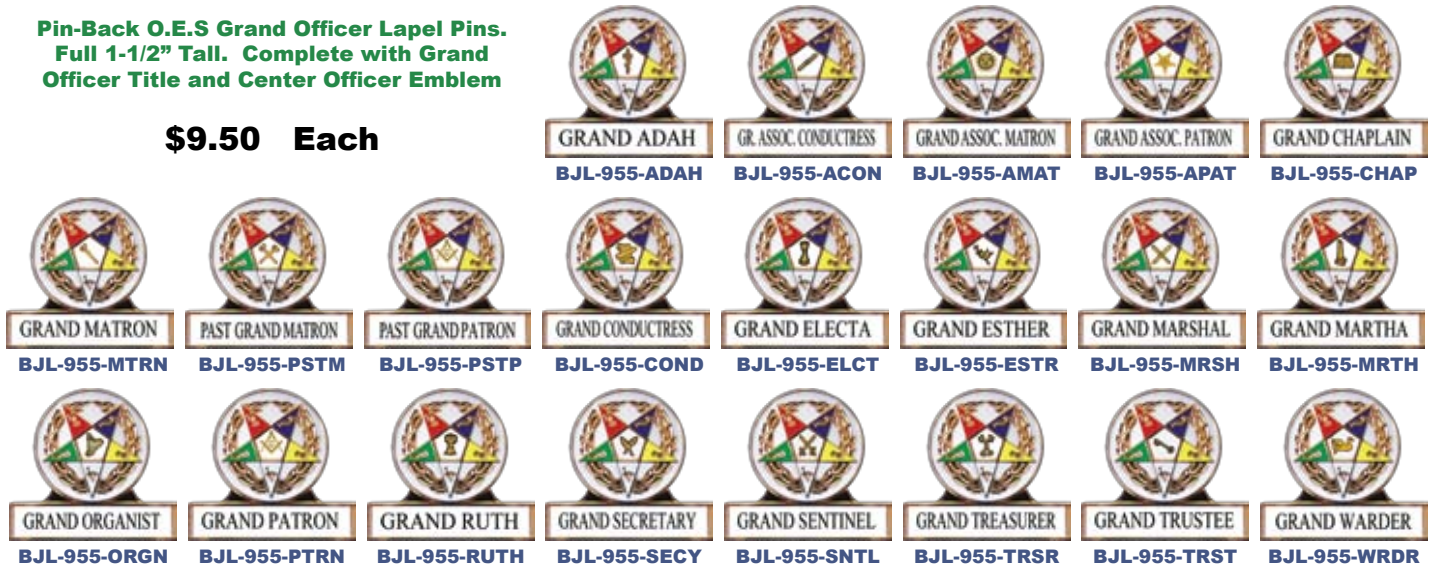 Pin-Back O.E.S Grand Officer Lapel Pins.
Full 1-1/2” Tall. Complete with Grand
Officer Title and Center Officer Emblem
$9.50 Each
GRAND ADAH
GR. ASSOC. CONDUCTRESS
GRAND ASSOC. MATRON
GRAND ASSOC. PATRON
GRAND CHAPLAIN
BJL-955-ADAH
BJL-955-ACON
BJL-955-AMAT
BJL-955-APAT
BJL-955-CHAP
GRAND MATRON
PAST GRAND MATRON
PAST GRAND PATRON
GRAND CONDUCTRESS
GRAND ELECTA
GRAND ESTHER
GRAND MARSHAL
GRAND MARTHA
BJL-955-MTRN
BJL-955-PSTM
BJL-955-PSTP
BJL-955-COND
BJL-955-ELCT
BJL-955-ESTR
BJL-955-MRSH
BJL-955-MRTH
GRAND ORGANIST
GRAND PATRON
GRAND RUTH
GRAND SECRETARY
GRAND SENTINEL
GRAND TREASURER
GRAND TRUSTEE
GRAND WARDER
BJL-955-ORGN
BJL-955-PTRN
BJL-955-RUTH
BJL-955-SECY
BJL-955-SNTL
BJL-955-TRSR
BJL-955-TRST
BJL-955-WRDR